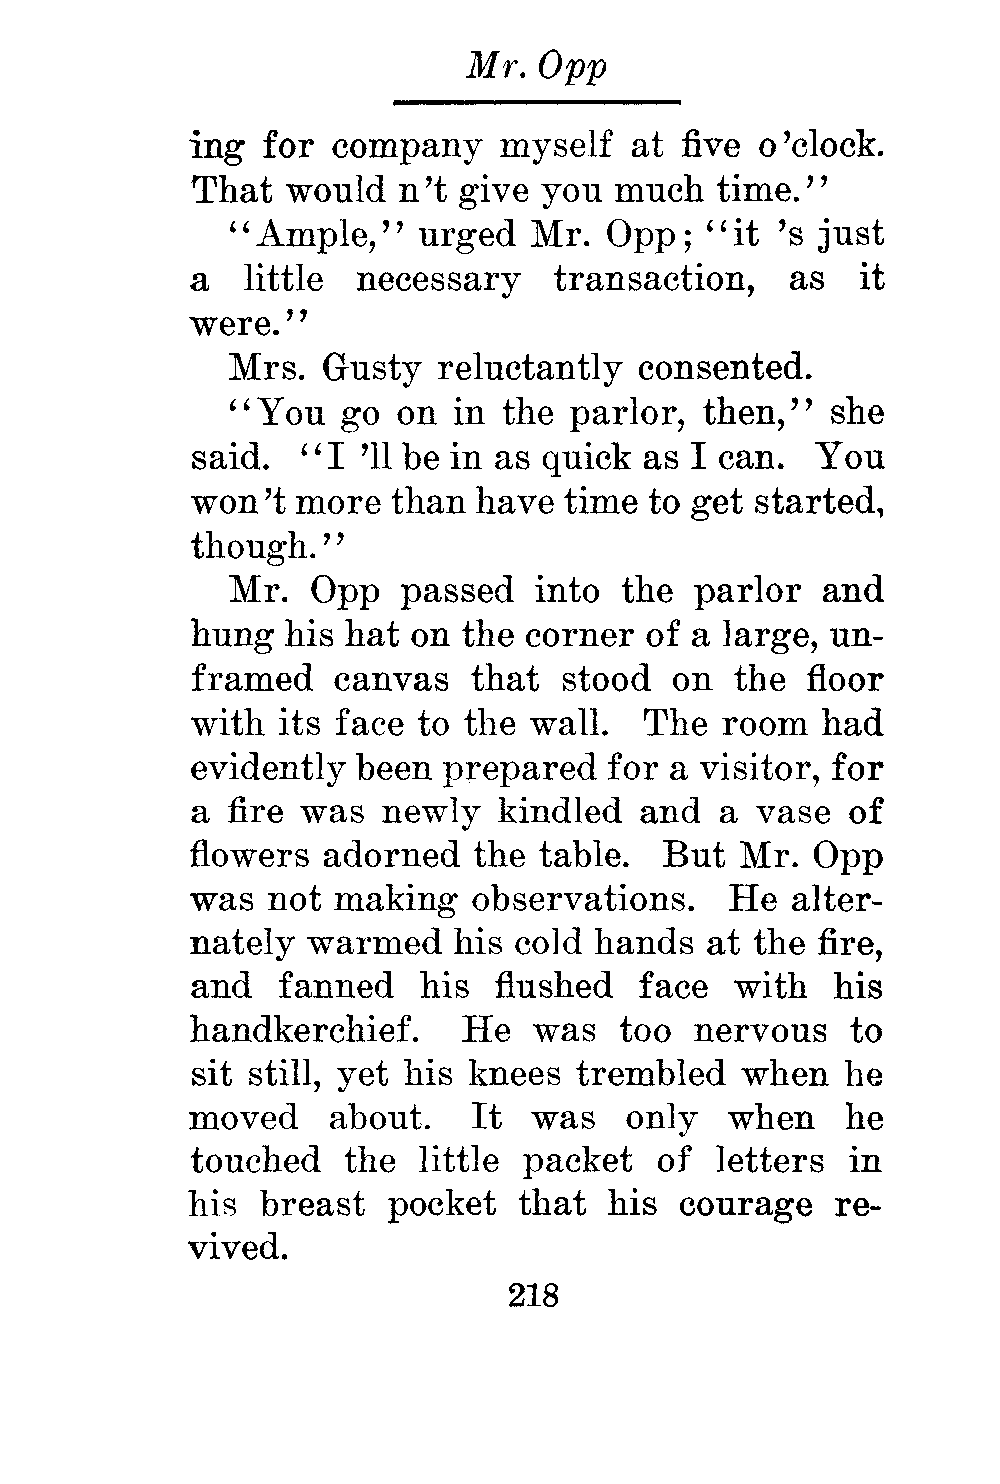 Mr. Opp
ing for company myself at five o'clock.
That would n't give you much time."
"Ample," urged Mr. Opp; "it 's just
a little necessary transaction, as it
were."
Mrs. Gusty reluctantly consented.
"You go on in the parlor, then," she
said. "I 'll be in as quick as I can. You
won't more than have time to get started,
though."
Mr. Opp passed into the parlor and
hung his hat on the corner of a large, un-
framed canvas that stood on the floor
with its face to the wall. The room had
evidently been prepared for a visitor, for
a fire was newly kindled and a vase of
flowers adorned the table. But Mr. Opp
was not making observations. He alter-
nately warmed his cold hands at the fire,
and fanned his flushed face with his
handkerchief. He was too nervous to
sit still, yet his knees trembled when he
moved about. It was only when he
touched the little packet of letters in
his breast pocket that his courage re-
vived.
218